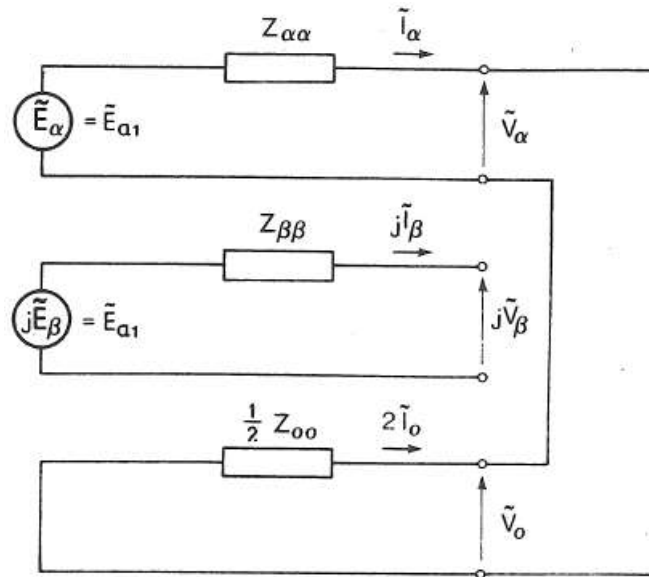 Z_αα Ĩ_α
Ẽ_α = Ẽ_a1 Ṽ_α
Z_ββ jĨ_β
jẼ_β = Ẽ_a1 jṼ_β
1/2 Z_oo 2Ĩ_o
Ṽ_o